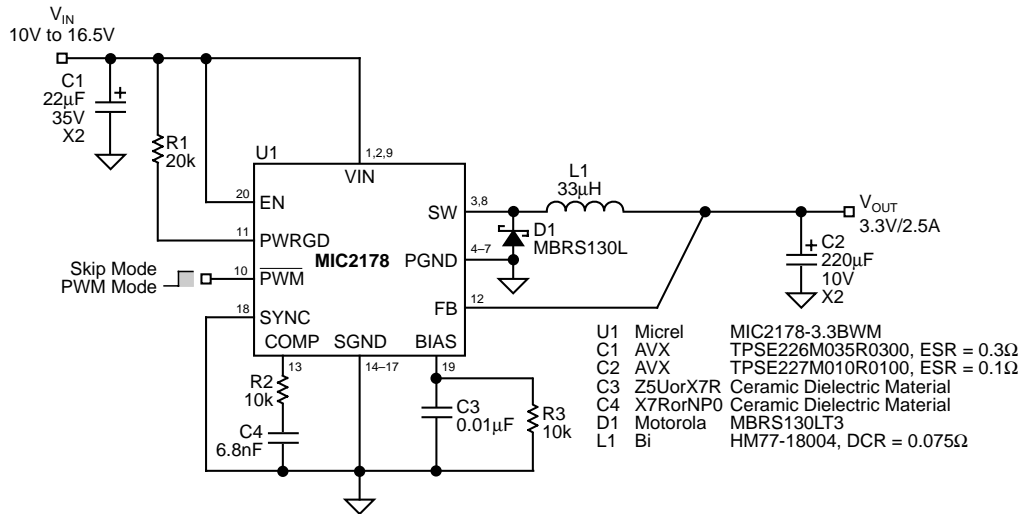 VIN
10V to 16.5V
C1
22µF
35V
X2
+
R1
20k
U1
1,2,9
VIN
20
EN
11
PWRGD
MIC2178
Skip Mode
PWM Mode
10
PWM
18
SYNC
COMP
SGND
BIAS
13
14–17
19
SW
3,8
PGND
4–7
FB
12
L1
33µH
D1
MBRS130L
VOUT
3.3V/2.5A
+
C2
220µF
10V
X2
R2
10k
C4
6.8nF
C3
0.01µF
R3
10k
U1 Micrel MIC2178-3.3BWM
C1 AVX TPSE226M035R0300, ESR = 0.3Ω
C2 AVX TPSE227M010R0100, ESR = 0.1Ω
C3 Z5UorX7R Ceramic Dielectric Material
C4 X7RorNP0 Ceramic Dielectric Material
D1 Motorola MBRS130LT3
L1 Bi HM77-18004, DCR = 0.075Ω